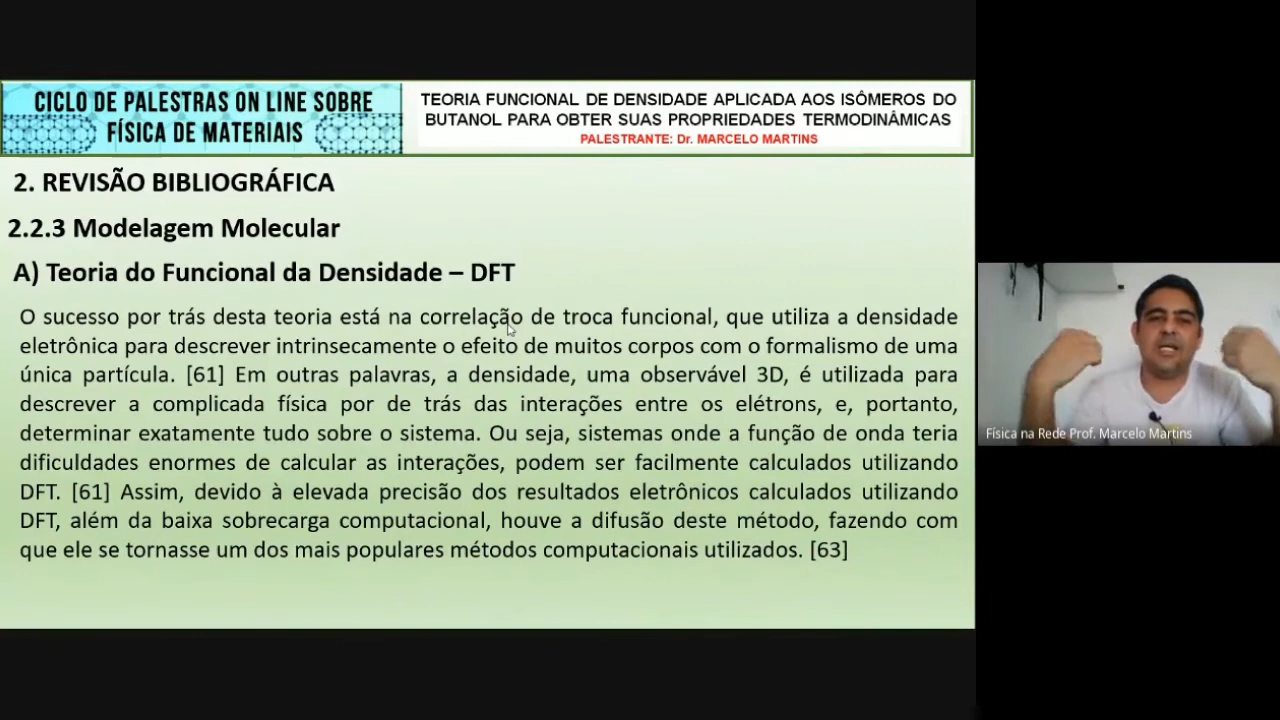 CICLO DE PALESTRAS ON LINE SOBRE
FÍSICA DE MATERIAIS
TEORIA FUNCIONAL DE DENSIDADE APLICADA AOS ISÔMEROS DO
BUTANOL PARA OBTER SUAS PROPRIEDADES TERMODINÂMICAS
PALESTRANTE: Dr. MARCELO MARTINS
2. REVISÃO BIBLIOGRÁFICA
2.2.3 Modelagem Molecular
A) Teoria do Funcional da Densidade – DFT
O sucesso por trás desta teoria está na correlação de troca funcional, que utiliza a densidade
eletrônica para descrever intrinsecamente o efeito de muitos corpos com o formalismo de uma
única partícula. [61] Em outras palavras, a densidade, uma observável 3D, é utilizada para
descrever a complicada física por de trás das interações entre os elétrons, e, portanto,
determinar exatamente tudo sobre o sistema. Ou seja, sistemas onde a função de onda teria
dificuldades enormes de calcular as interações, podem ser facilmente calculados utilizando
DFT. [61] Assim, devido à elevada precisão dos resultados eletrônicos calculados utilizando
DFT, além da baixa sobrecarga computacional, houve a difusão deste método, fazendo com
que ele se tornasse um dos mais populares métodos computacionais utilizados. [63]
Física na Rede Prof. Marcelo Martins